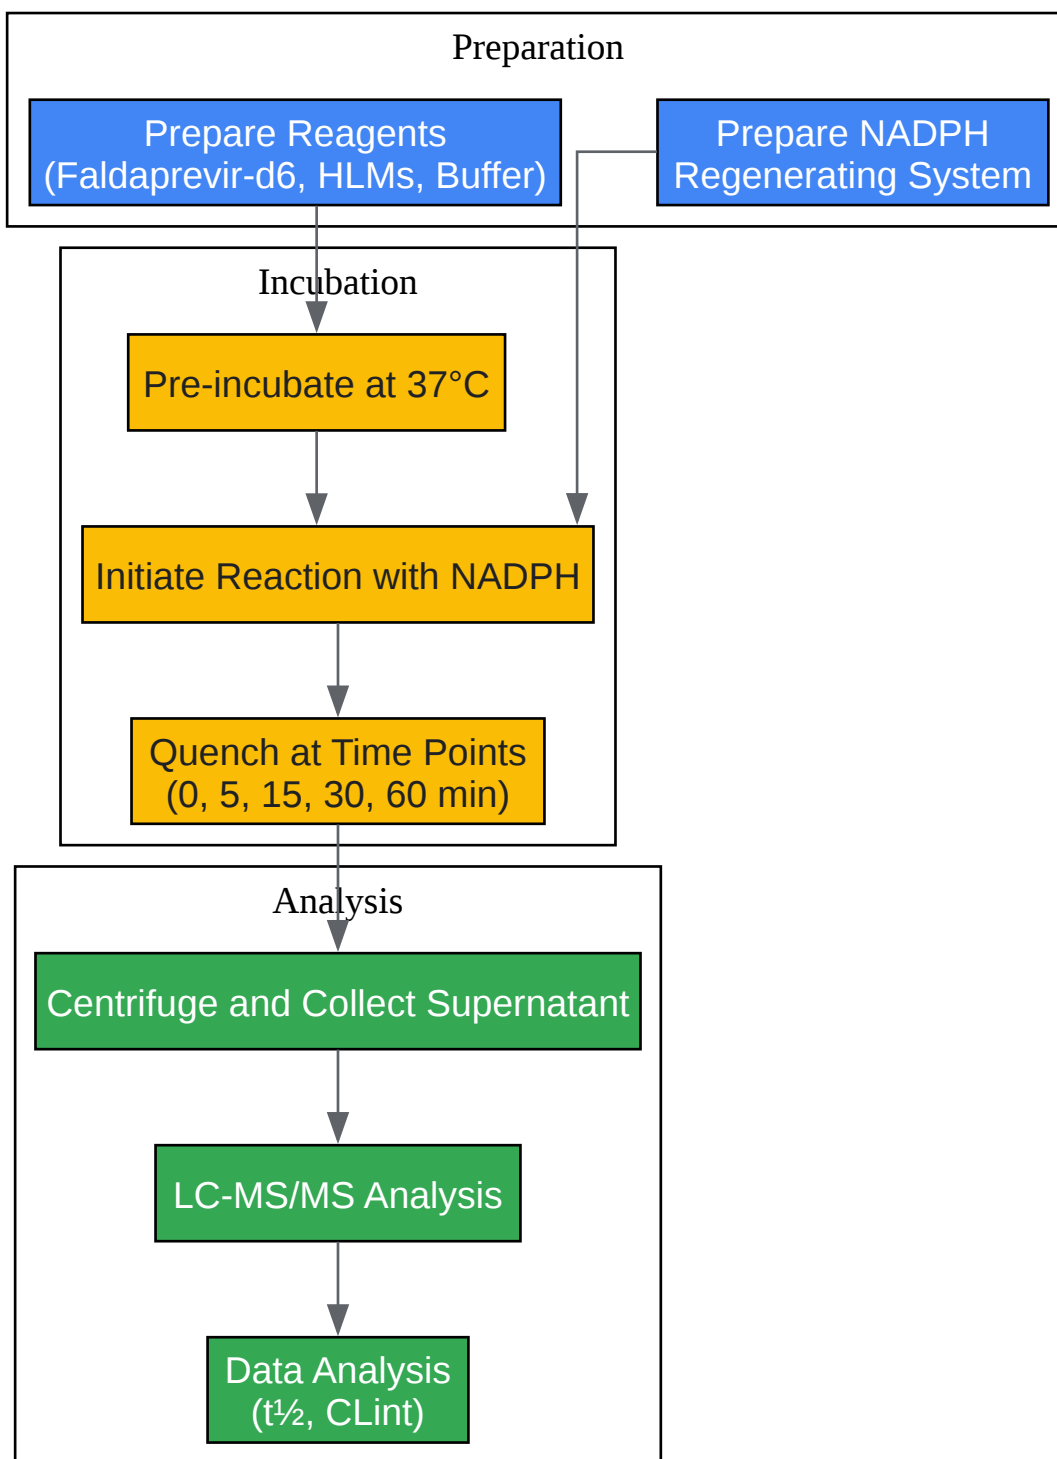 Preparation
Prepare Reagents
(Faldaprevir-d6, HLMs, Buffer)
Prepare NADPH
Regenerating System
Incubation
Pre-incubate at 37°C
Initiate Reaction with NADPH
Quench at Time Points
(0, 5, 15, 30, 60 min)
Analysis
Centrifuge and Collect Supernatant
LC-MS/MS Analysis
Data Analysis
(t½, CLint)